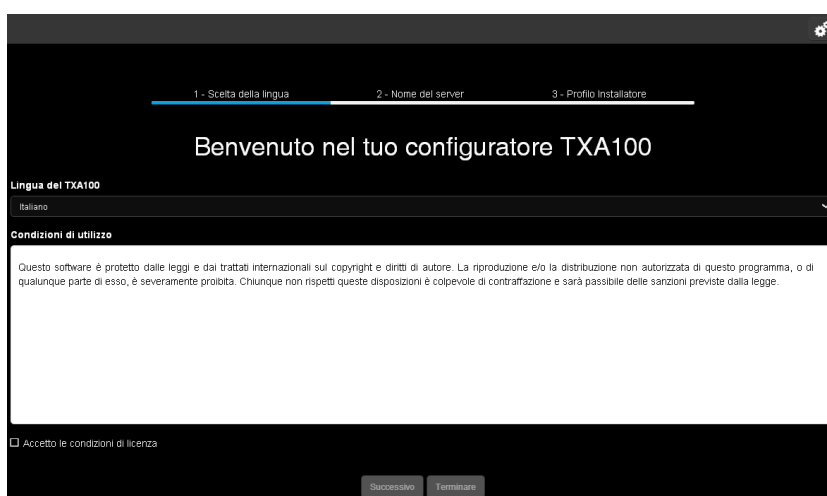 1 - Scelta della lingua
2 - Nome del server
3 - Profilo Installatore
Benvenuto nel tuo configuratore TXA100
Lingua del TXA100
Italiano
Condizioni di utilizzo
Questo software è protetto dalle leggi e dai trattati internazionali sul copyright e diritti di autore. La riproduzione e/o la distribuzione non autorizzata di questo programma, o di
qualunque parte di esso, è severamente proibita. Chiunque non rispetti queste disposizioni è colpevole di contraffazione e sarà passibile delle sanzioni previste dalla legge.
Accetto le condizioni di licenza
Successivo
Terminare